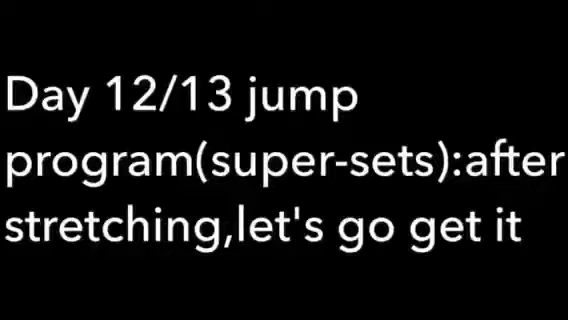 Day 12/13 jump
program(super-sets):after
stretching,let's go get it